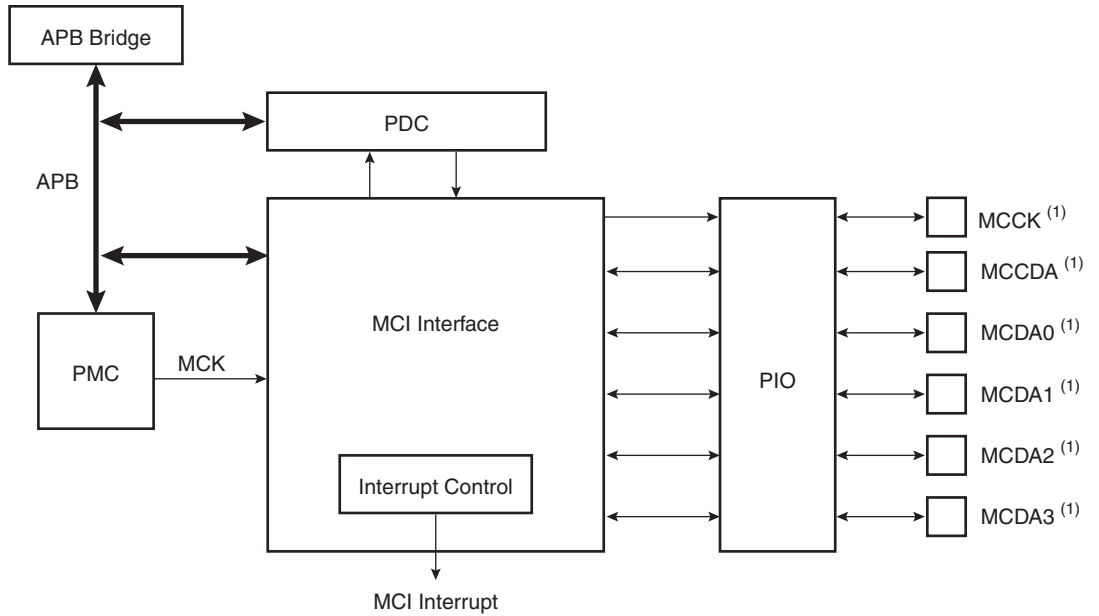 APB Bridge
PDC
APB
MCCK (1)
MCCDA (1)
MCI Interface
MCDA0 (1)
PMC
MCK
PIO
MCDA1 (1)
MCDA2 (1)
Interrupt Control
MCDA3 (1)
MCI Interrupt